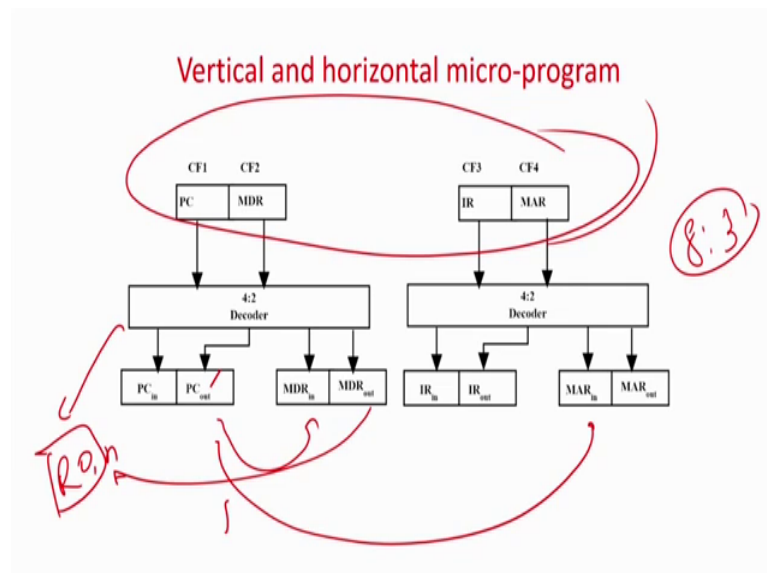 Vertical and horizontal micro-program
CF1 CF2 CF3 CF4
PC MDR IR MAR
8:3
4:2 4:2
Decoder Decoder
PCin PCout MDRin MDRout IRin IRout MARin MARout
R0in